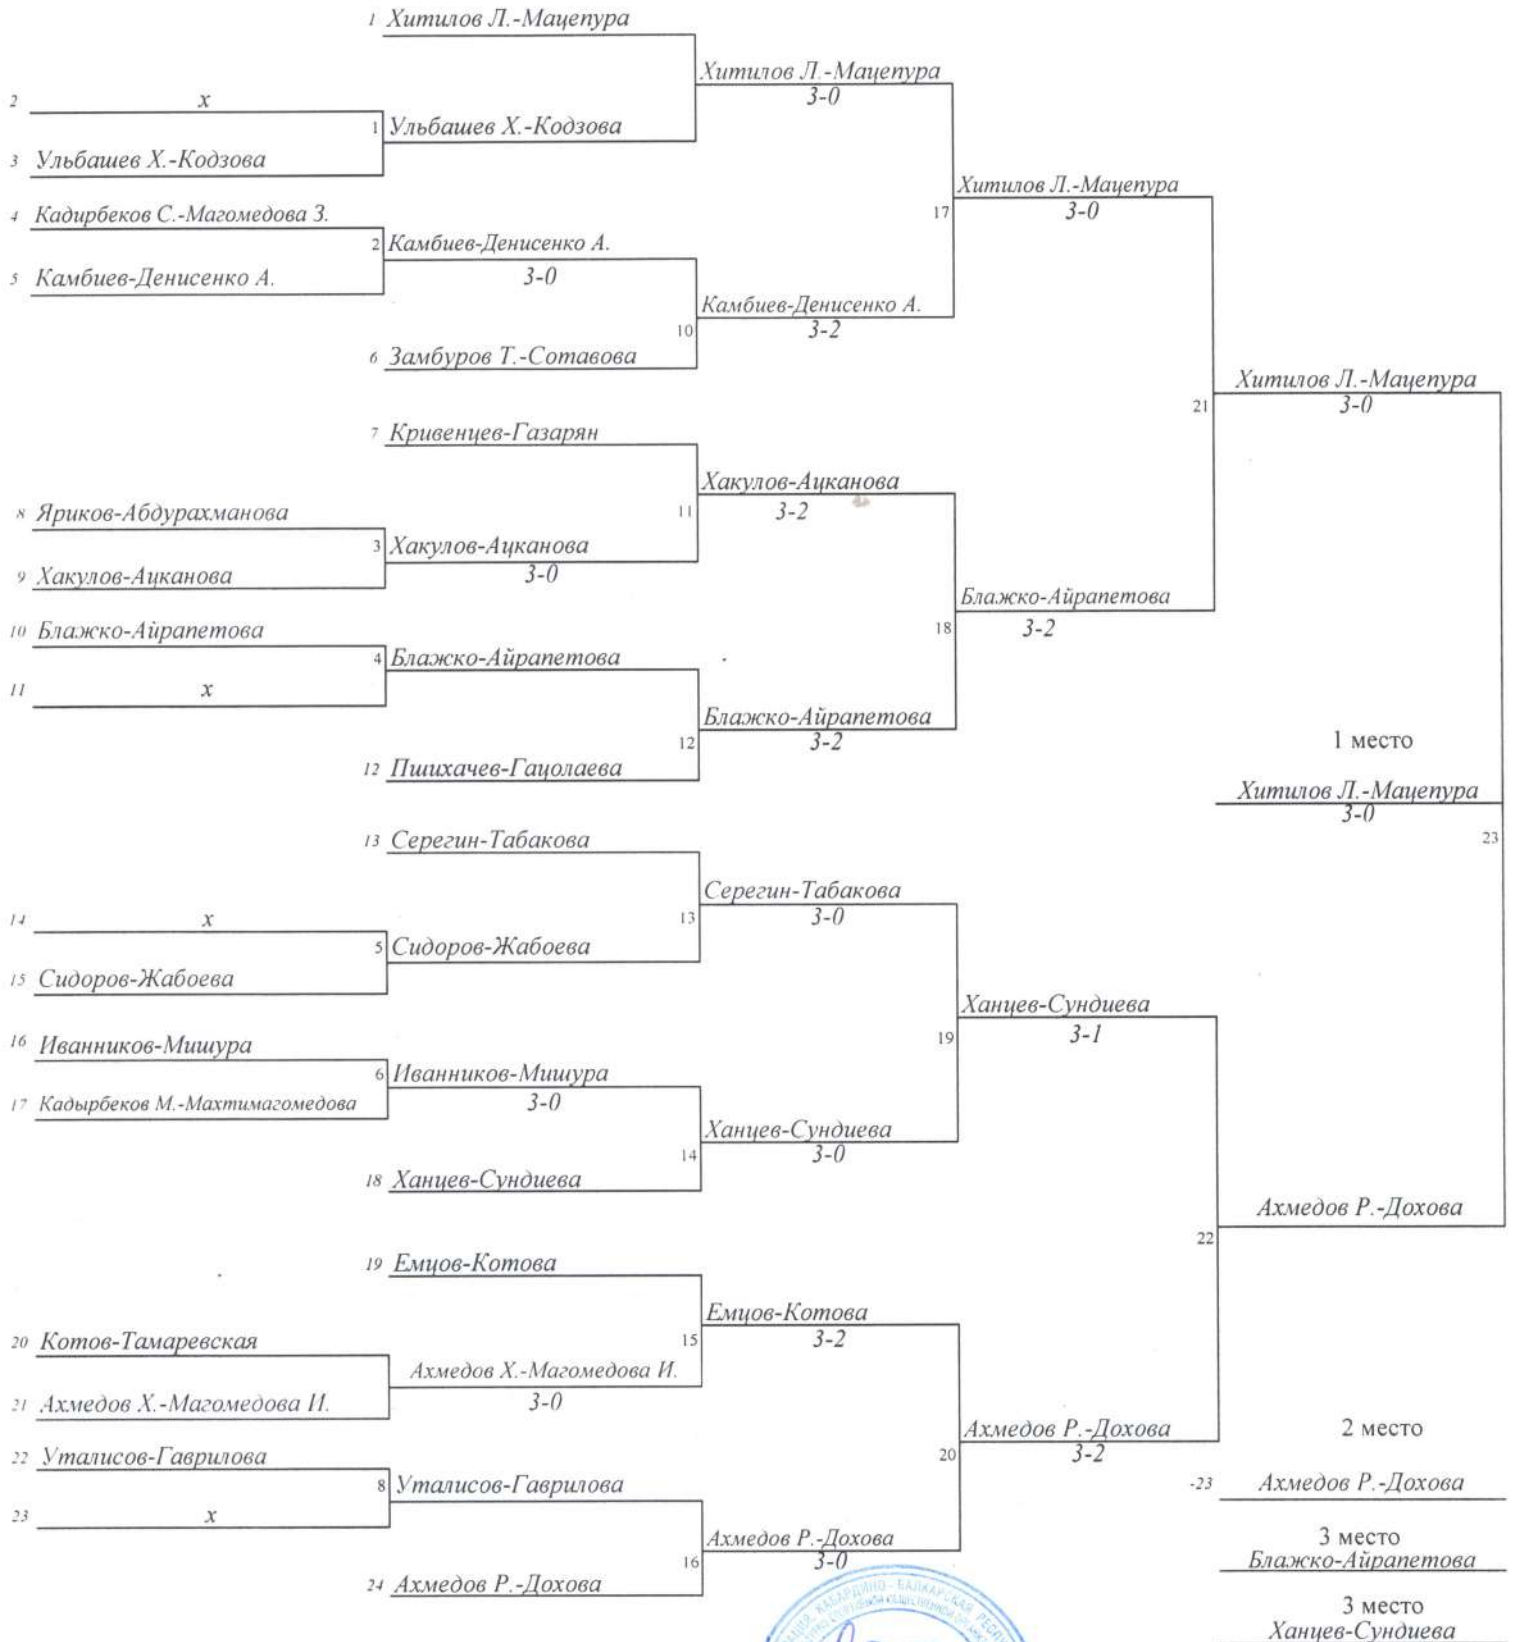 1 Хитилов Л.-Мацепура
Хитилов Л.-Мацепура
3-0
2 x
1 Ульбашев Х.-Кодзова
3 Ульбашев Х.-Кодзова
Хитилов Л.-Мацепура
17 3-0
4 Кадирбеков С.-Магомедова З.
2 Камбиев-Денисенко А.
5 Камбиев-Денисенко А.
3-0
Камбиев-Денисенко А.
10 3-2
6 Замбуров Т.-Сотавова
Хитилов Л.-Мацепура
21 3-0
7 Кривенцев-Газарян
Хакулов-Ацканова
11 3-2
8 Яриков-Абдурахманова
3 Хакулов-Ацканова
9 Хакулов-Ацканова
3-0
Блажко-Айрапетова
18 3-2
10 Блажко-Айрапетова
4 Блажко-Айрапетова
11 x
Блажко-Айрапетова
12 3-2
12 Пшихачев-Гацолаева
1 место
Хитилов Л.-Мацепура
3-0
23
13 Серегин-Табакова
Серегин-Табакова
13 3-0
14 x
5 Сидоров-Жабоева
15 Сидоров-Жабоева
Ханцев-Сундиева
19 3-1
16 Иванников-Мишура
6 Иванников-Мишура
17 Кадырбеков М.-Махтимагомедова
3-0
Ханцев-Сундиева
14 3-0
18 Ханцев-Сундиева
Ахмедов Р.-Дохова
22
19 Емцов-Котова
Емцов-Котова
15 3-2
20 Котов-Тамаревская
Ахмедов Х.-Магомедова И.
21 Ахмедов Х.-Магомедова И.
3-0
Ахмедов Р.-Дохова
20 3-2
2 место
22 Уталисов-Гаврилова
8 Уталисов-Гаврилова
-23 Ахмедов Р.-Дохова
23 x
Ахмедов Р.-Дохова
16 3-0
3 место
Блажко-Айрапетова
24 Ахмедов Р.-Дохова
3 место
Ханцев-Сундиева
КАБАРДИНО-БАЛКАРСКАЯ